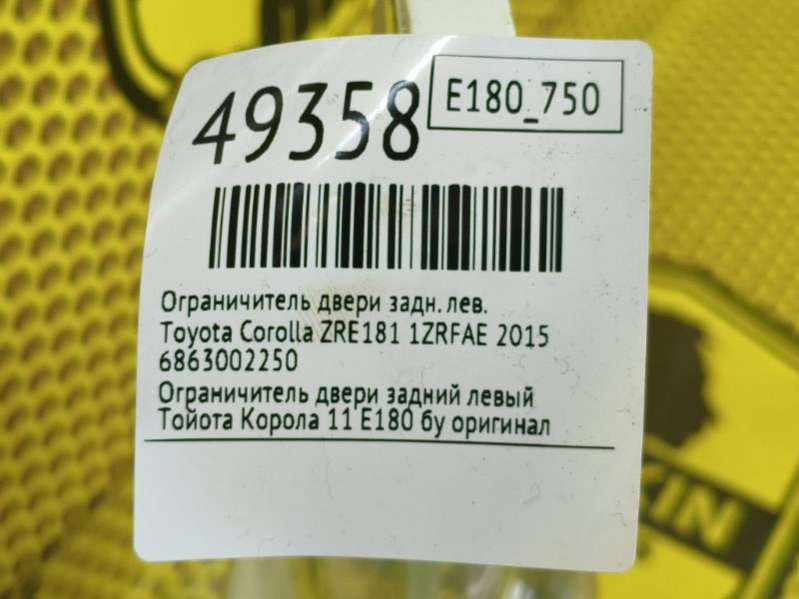 49358
E180_750
Ограничитель двери задн. лев.
Toyota Corolla ZRE181 1ZRFAE 2015
6863002250
Ограничитель двери задний левый
Тойота Корола 11 Е180 бу оригинал